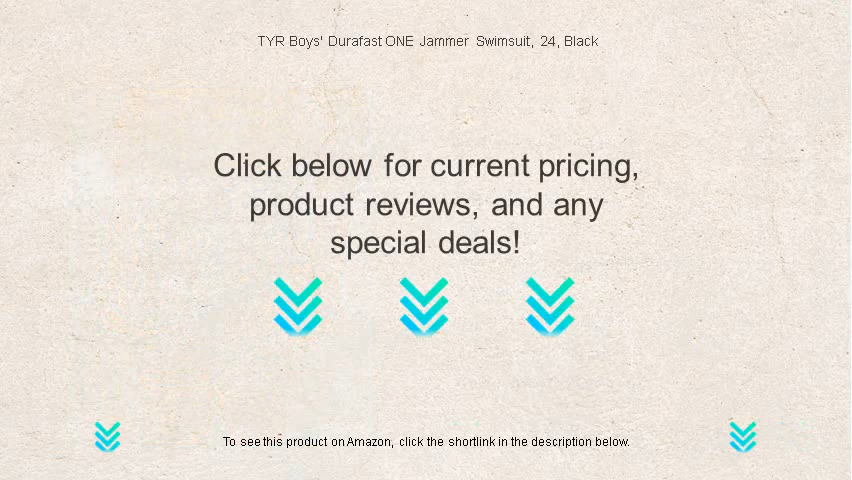 TYR Boys' Durafast ONE Jammer Swimsuit, 24, Black
Click below for current pricing,
product reviews, and any
special deals!
To see this product on Amazon, click the shortlink in the description below.